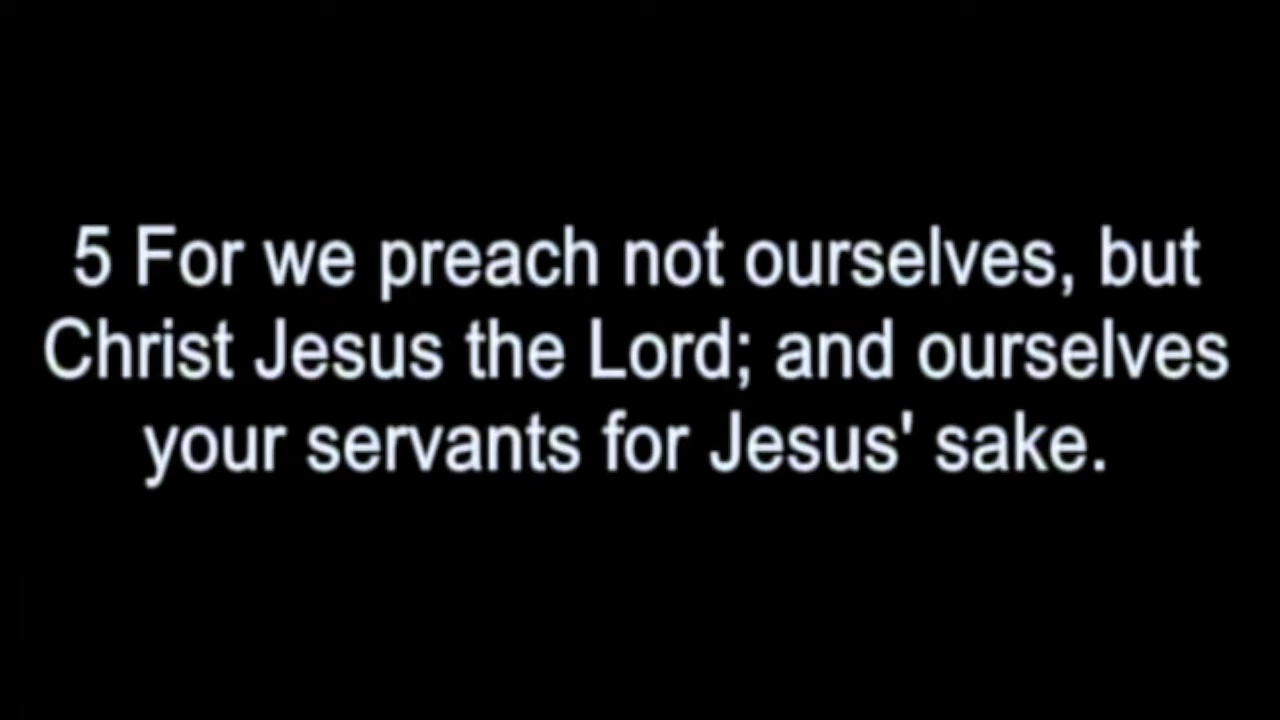 5 For we preach not ourselves, but
Christ Jesus the Lord; and ourselves
your servants for Jesus' sake.